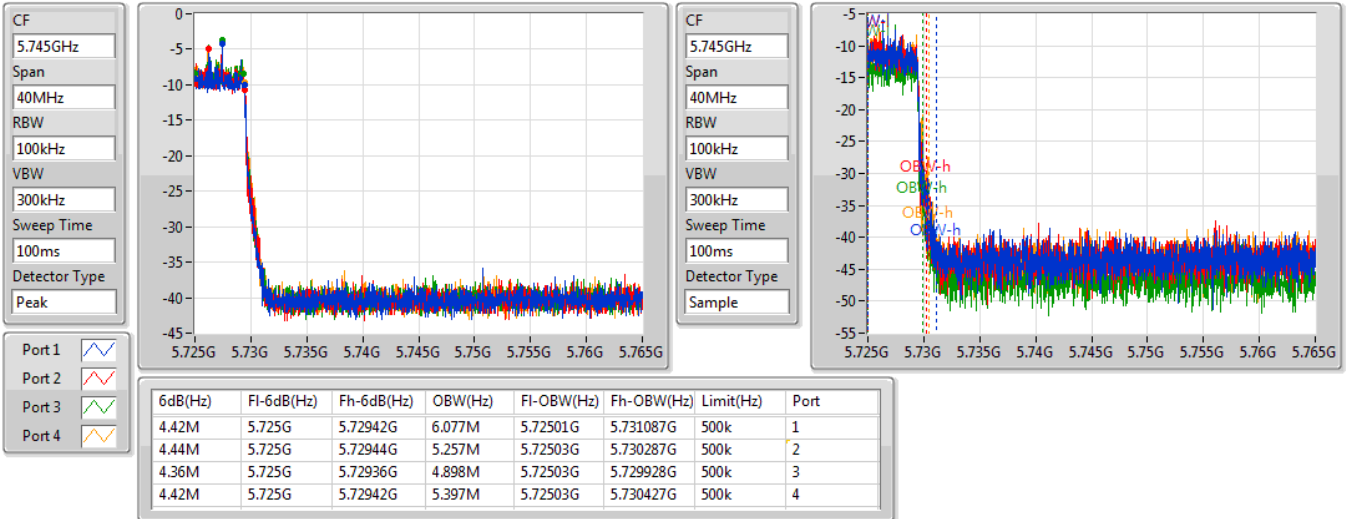 CF
5.745GHz
Span
40MHz
RBW
100kHz
VBW
300kHz
Sweep Time
100ms
Detector Type
Peak
0
-5
-10
-15
-20
-25
-30
-35
-40
-45
5.725G 5.73G 5.735G 5.74G 5.745G 5.75G 5.755G 5.76G 5.765G
CF
5.745GHz
Span
40MHz
RBW
100kHz
VBW
300kHz
Sweep Time
100ms
Detector Type
Sample
-5
-10
-15
-20
-25
-30
-35
-40
-45
-50
-55
OBW-h
OBW-h
OBW-h
OBW-h
5.725G 5.73G 5.735G 5.74G 5.745G 5.75G 5.755G 5.76G 5.765G
Port 1
Port 2
Port 3
Port 4
6dB(Hz) Fl-6dB(Hz) Fh-6dB(Hz) OBW(Hz) Fl-OBW(Hz) Fh-OBW(Hz) Limit(Hz) Port
4.42M 5.725G 5.72942G 6.077M 5.72501G 5.731087G 500k 1
4.44M 5.725G 5.72944G 5.257M 5.72503G 5.730287G 500k 2
4.36M 5.725G 5.72936G 4.898M 5.72503G 5.729928G 500k 3
4.42M 5.725G 5.72942G 5.397M 5.72503G 5.730427G 500k 4